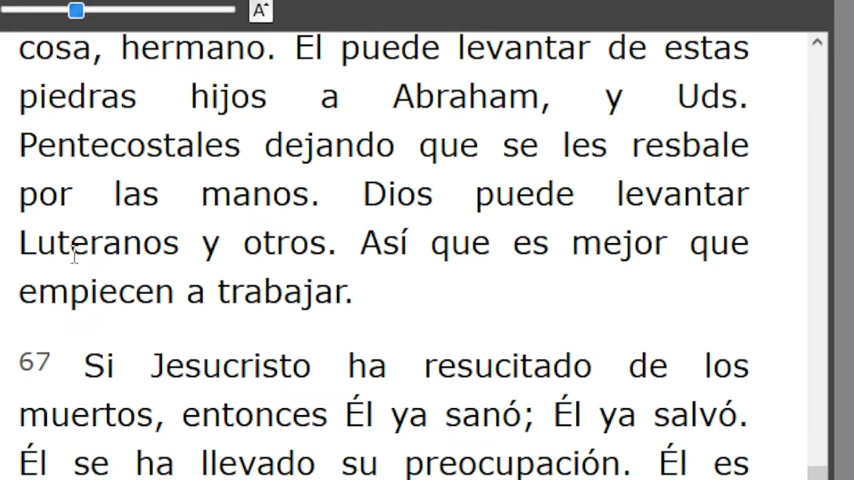 A^
cosa, hermano. El puede levantar de estas
piedras hijos a Abraham, y Uds.
Pentecostales dejando que se les resbale
por las manos. Dios puede levantar
Luteranos y otros. Así que es mejor que
empiecen a trabajar.
67 Si Jesucristo ha resucitado de los
muertos, entonces Él ya sanó; Él ya salvó.
Él se ha llevado su preocupación. Él es